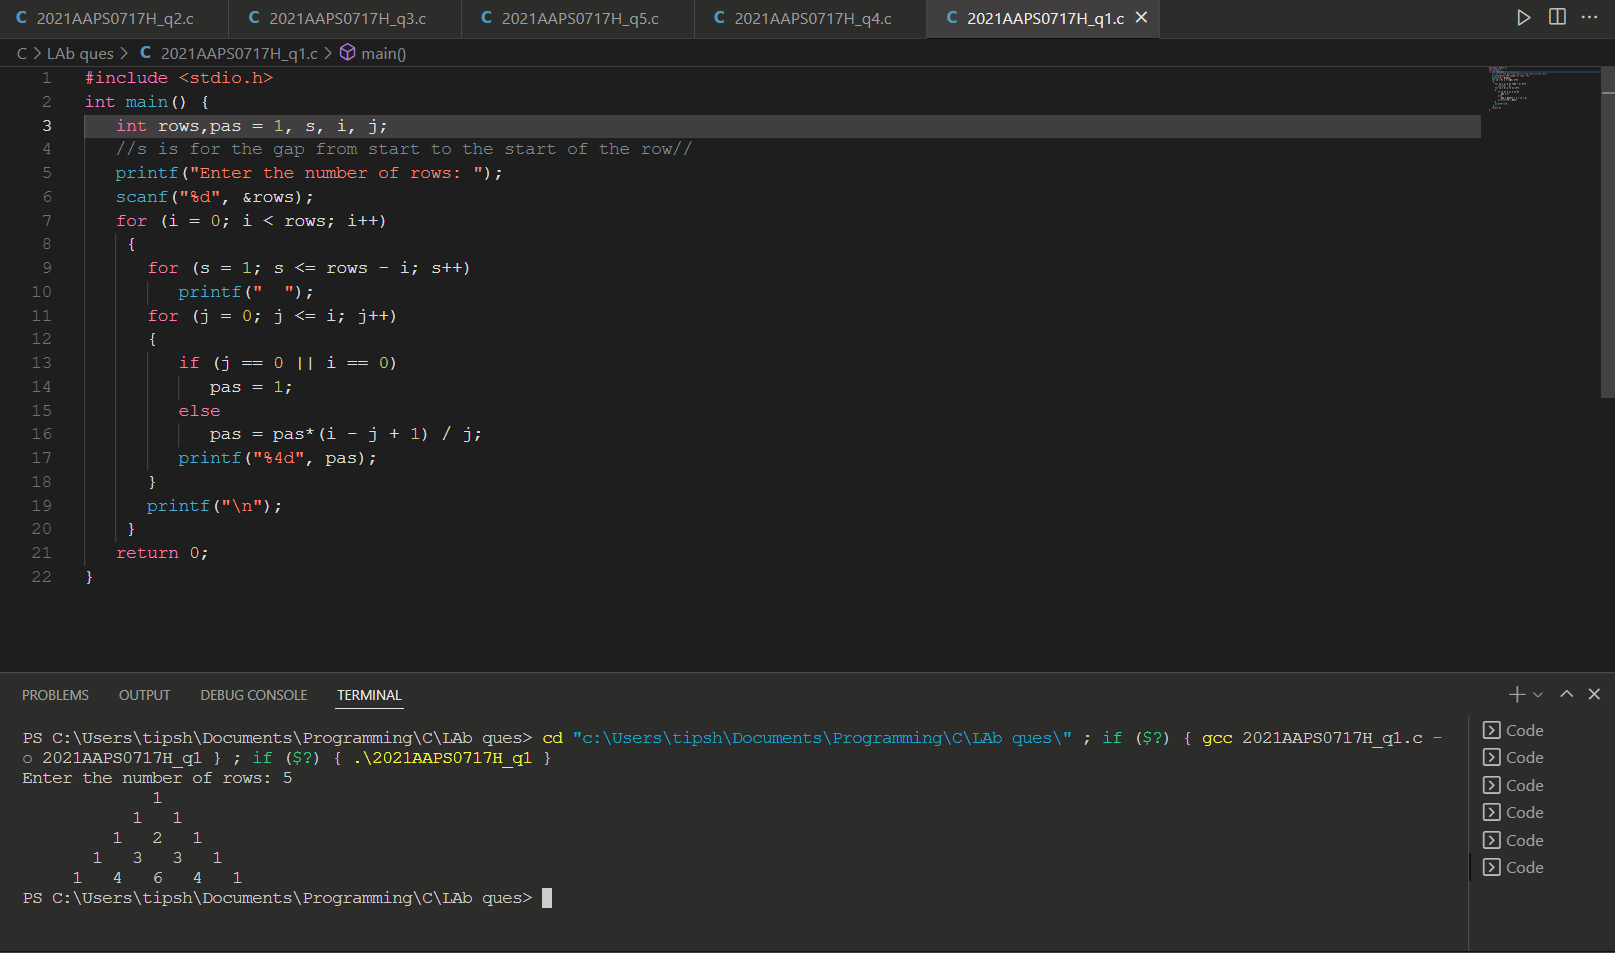 2021AAPS0717H_q2.c 2021AAPS0717H_q3.c 2021AAPS0717H_q5.c 2021AAPS0717H_q4.c 2021AAPS0717H_q1.c
C > LAb ques > C 2021AAPS0717H_q1.c > main()
1 #include <stdio.h>
2 int main() {
3    int rows,pas = 1, s, i, j;
4    //s is for the gap from start to the start of the row//
5    printf("Enter the number of rows: ");
6    scanf("%d", &rows);
7    for (i = 0; i < rows; i++)
8     {
9       for (s = 1; s <= rows - i; s++)
10          printf("  ");
11       for (j = 0; j <= i; j++)
12       {
13          if (j == 0 || i == 0)
14             pas = 1;
15          else
16             pas = pas*(i - j + 1) / j;
17          printf("%4d", pas);
18       }
19       printf("\n");
20     }
21    return 0;
22 }
PROBLEMS OUTPUT DEBUG CONSOLE TERMINAL
PS C:\Users\tipsh\Documents\Programming\C\LAb ques> cd "c:\Users\tipsh\Documents\Programming\C\LAb ques\" ; if ($?) { gcc 2021AAPS0717H_q1.c -
o 2021AAPS0717H_q1 } ; if ($?) { .\2021AAPS0717H_q1 }
Enter the number of rows: 5
             1
           1   1
         1   2   1
       1   3   3   1
     1   4   6   4   1
PS C:\Users\tipsh\Documents\Programming\C\LAb ques>
Code
Code
Code
Code
Code
Code